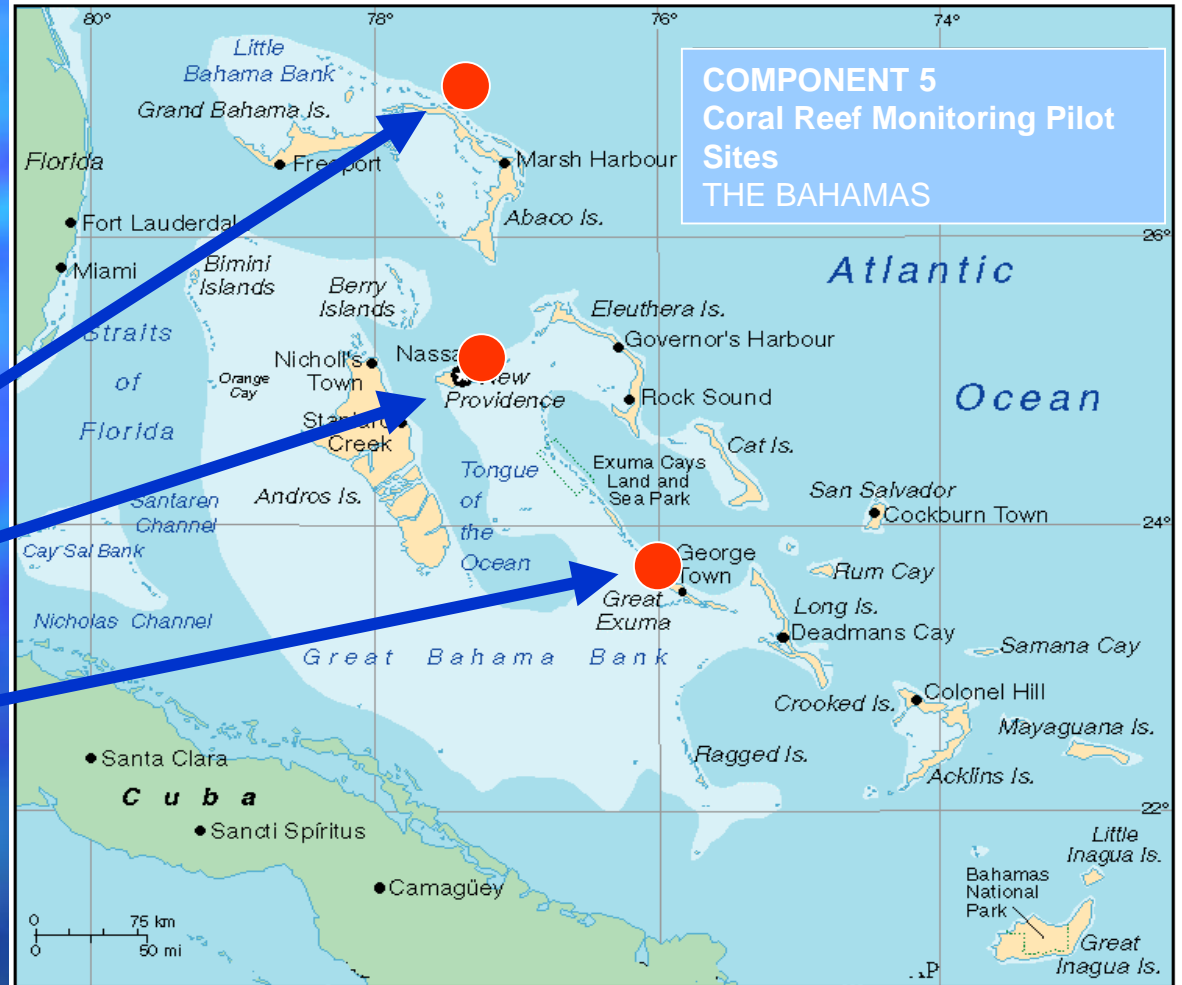 80°
78°
76°
74°
Little
Bahama Bank
Grand Bahama Is.
COMPONENT 5
Coral Reef Monitoring Pilot
Sites
THE BAHAMAS
Florida
Marsh Harbour
Abaco Is.
Fort Lauderdal
26°
Miami
Bimini
Islands
Berry
Islands
Atlantic
Ocean
Eleuthera Is.
Governor's Harbour
Straits
of
Florida
Nicholl's
Town
Orange
Cay
New
Providence
Rock Sound
Creek
Cat Is.
Tongue
of
the
Ocean
Exuma Cays
Land and
Sea Park
Andros Is.
Santaren
Channel
San Salvador
Cockburn Town
24°
Cay Sal Bank
George
Town
Rum Cay
Great
Exuma
Long Is.
Deadmans Cay
Nicholas Channel
Great Bahama Bank
Samana Cay
Crooked Is.
Colonel Hill
Mayaguana Is.
Ragged Is.
Acklins Is.
Santa Clara
Cuba
22°
Sancti Spíritus
Little
Inagua Is.
Bahamas
National
Park
Camagüey
0 75 km
0 50 mi
Great
Inagua Is.